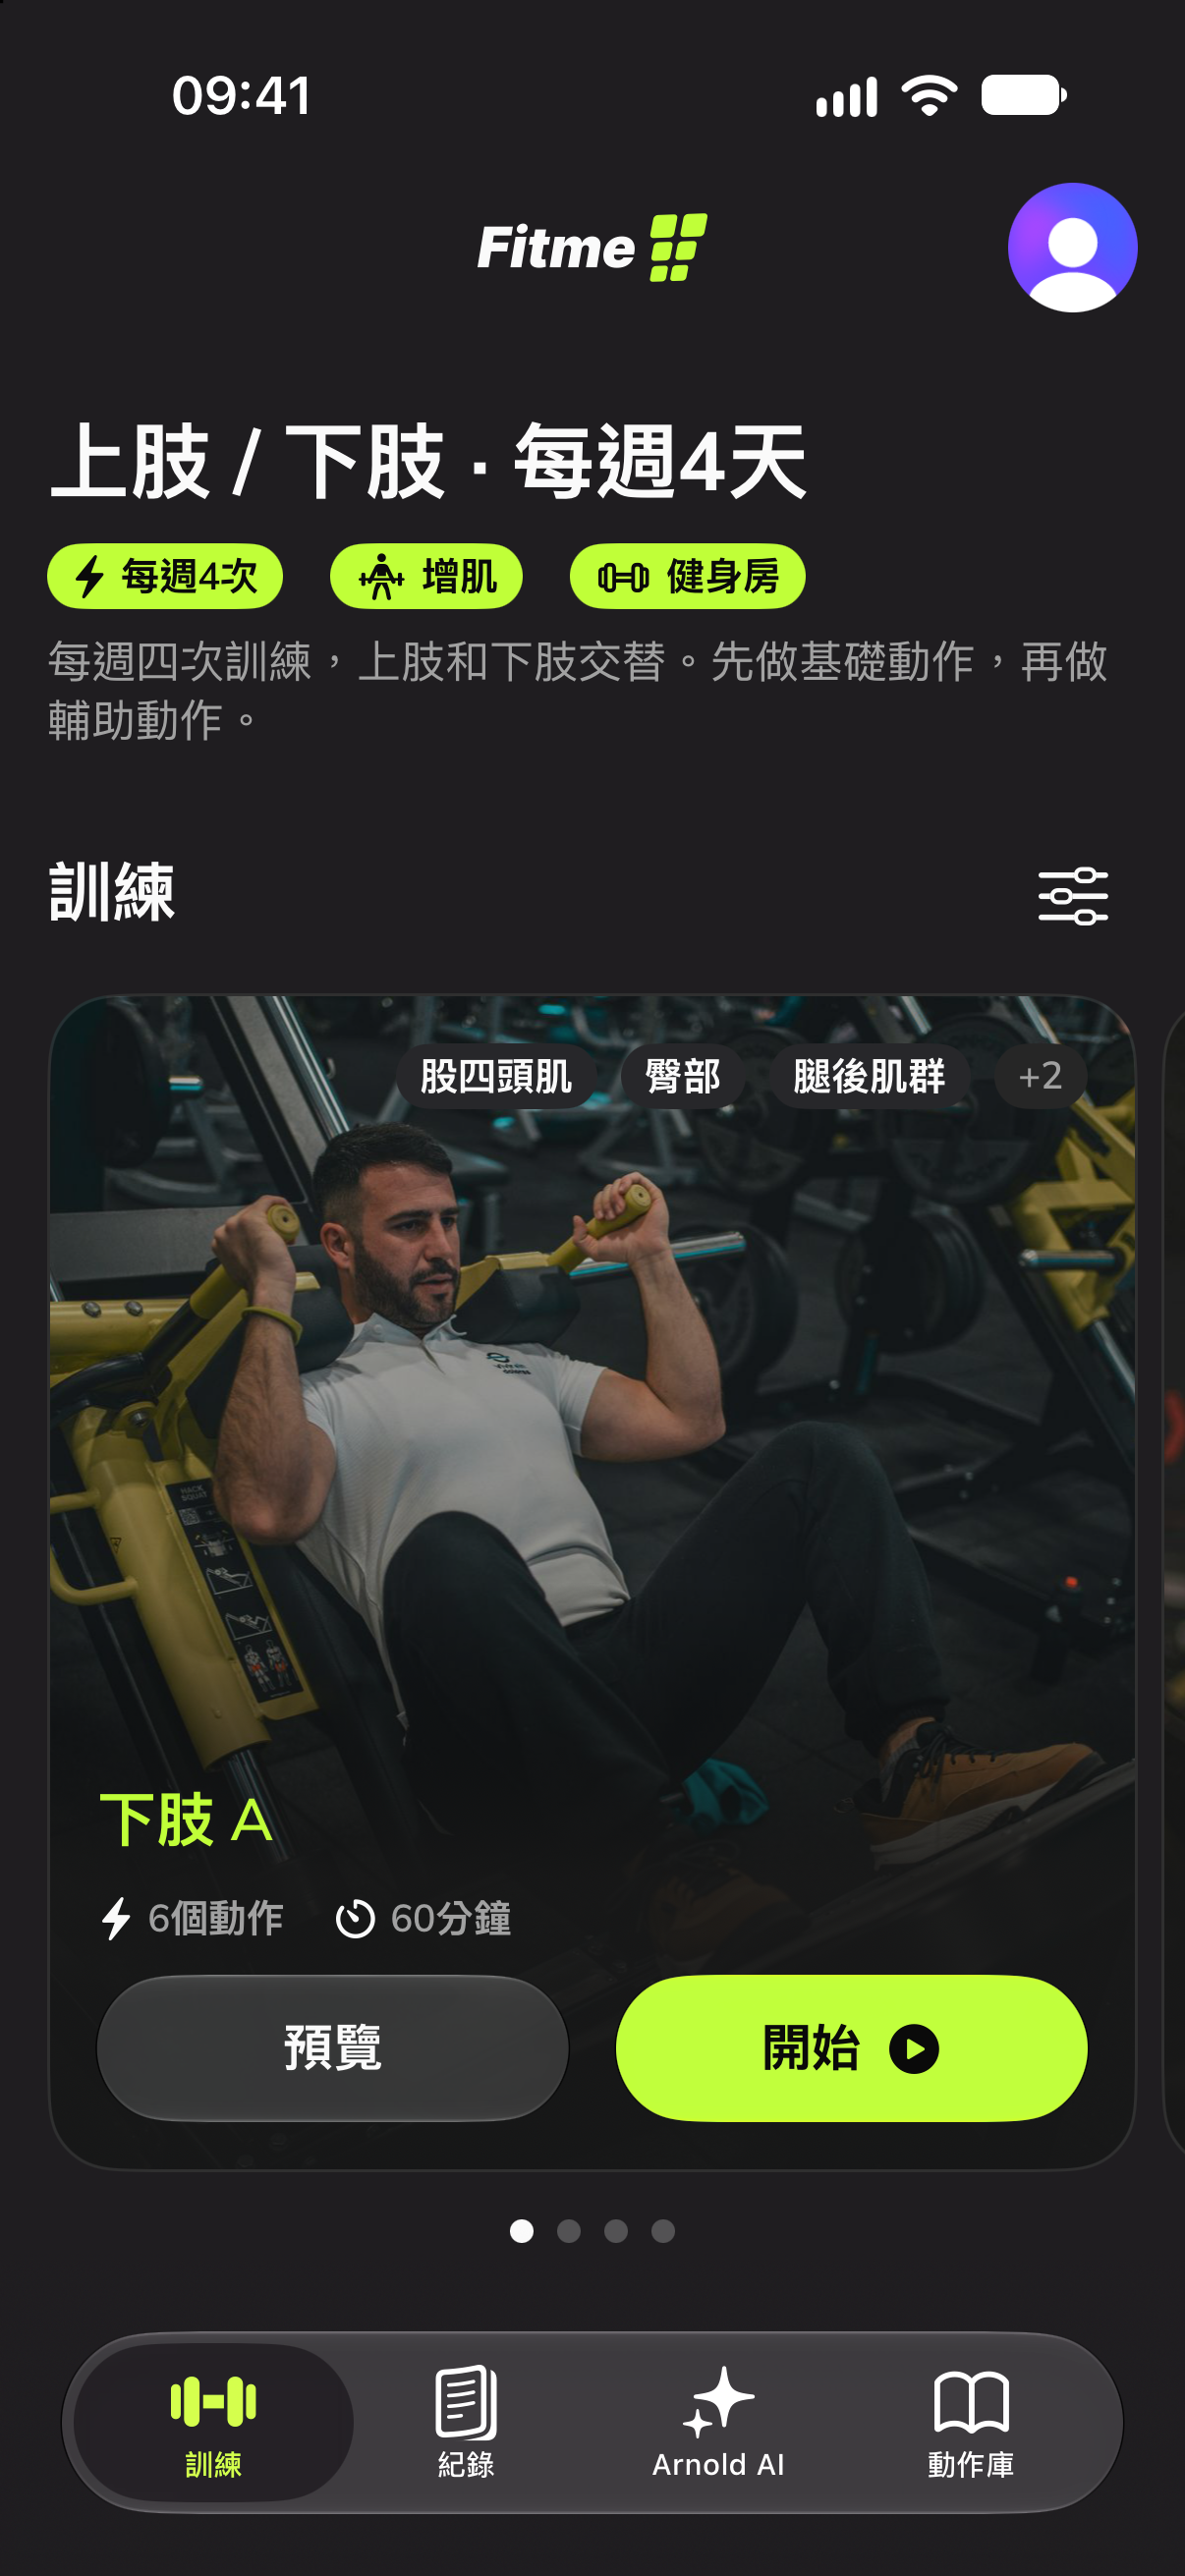 09:41
Fitme
上肢 / 下肢 · 每週4天
每週4次 增肌 健身房
每週四次訓練，上肢和下肢交替。先做基礎動作，再做
輔助動作。
訓練
股四頭肌 臀部 腿後肌群 +2
HACK
SQUAT
下肢 A
6個動作 60分鐘
預覽 開始
訓練 紀錄 Arnold AI 動作庫